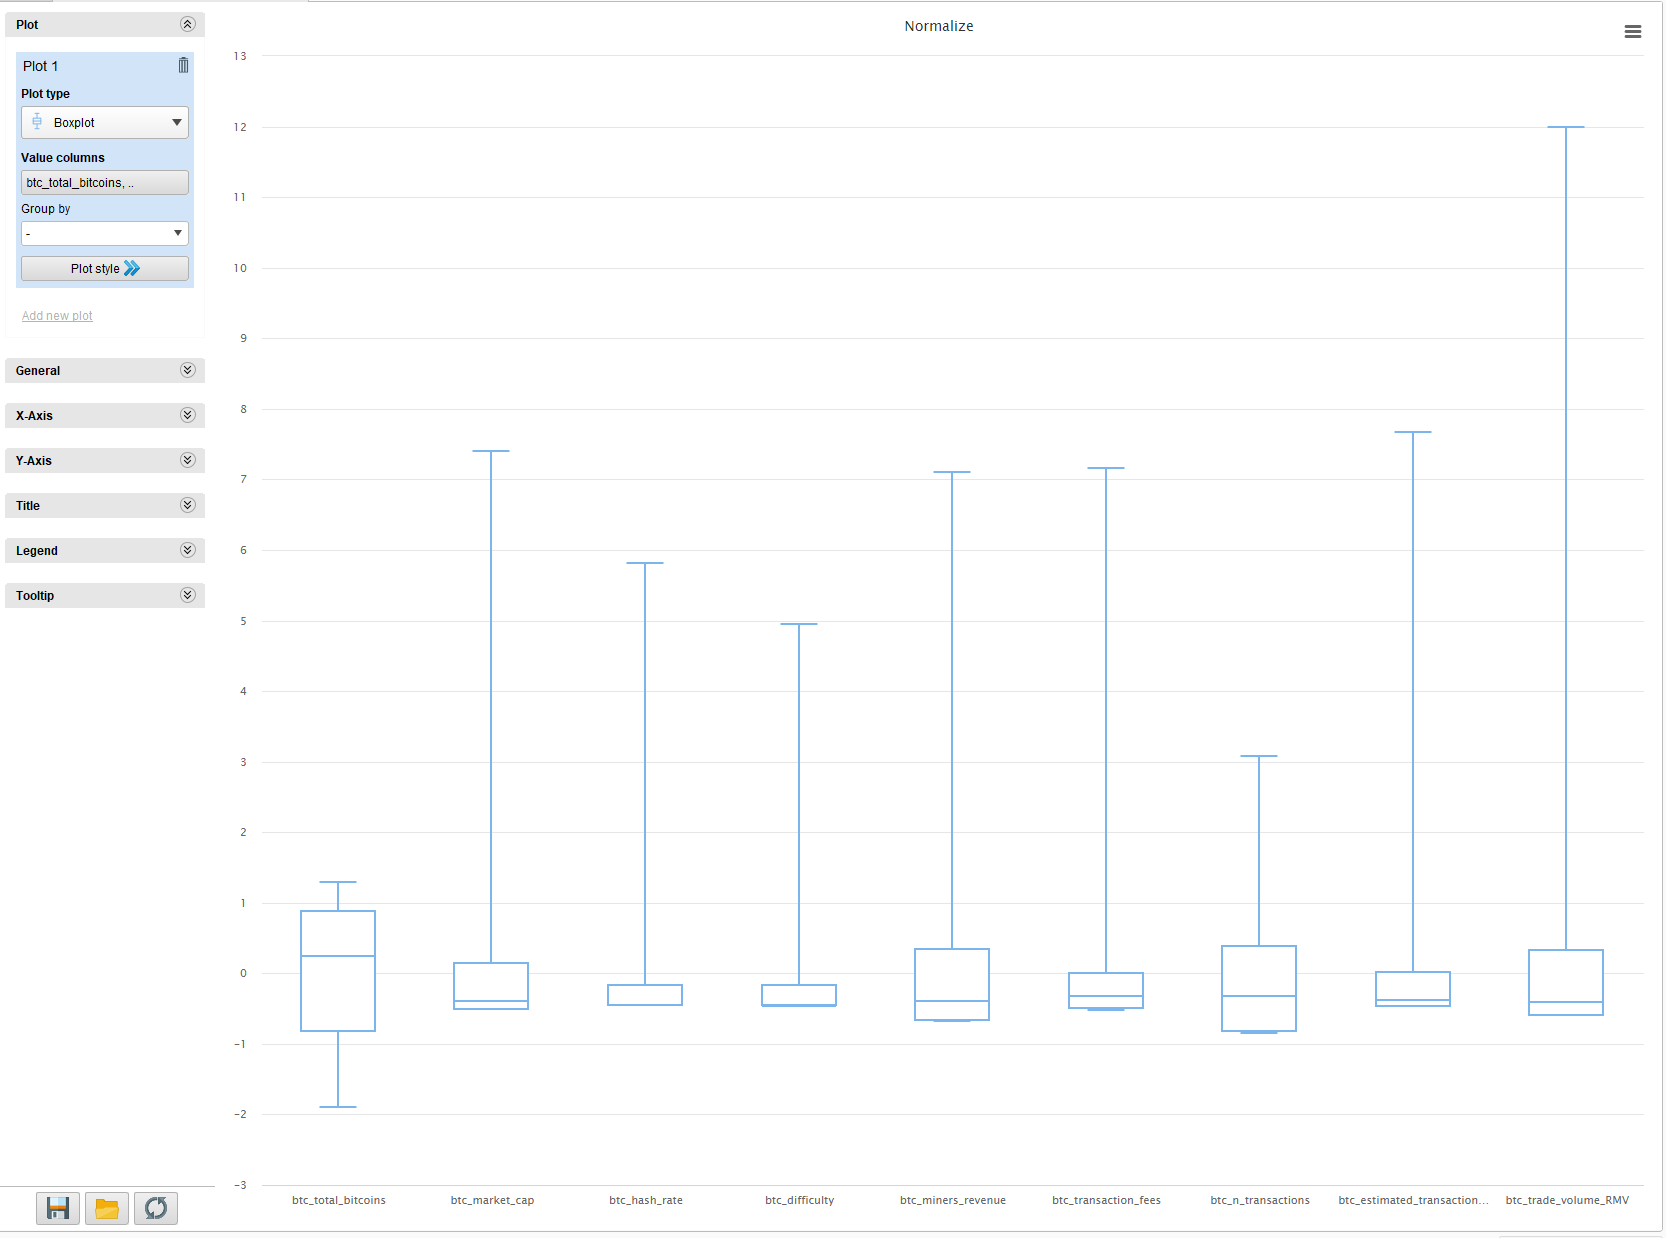 Plot
Plot 1
Plot type
Boxplot
Value columns
btc_total_bitcoins, ..
Group by
-
Plot style
Add new plot
General
X-Axis
Y-Axis
Title
Legend
Tooltip
Normalize
13
12
11
10
9
8
7
6
5
4
3
2
1
0
−1
−2
−3
btc_total_bitcoins
btc_market_cap
btc_hash_rate
btc_difficulty
btc_miners_revenue
btc_transaction_fees
btc_n_transactions
btc_estimated_transaction...
btc_trade_volume_RMV